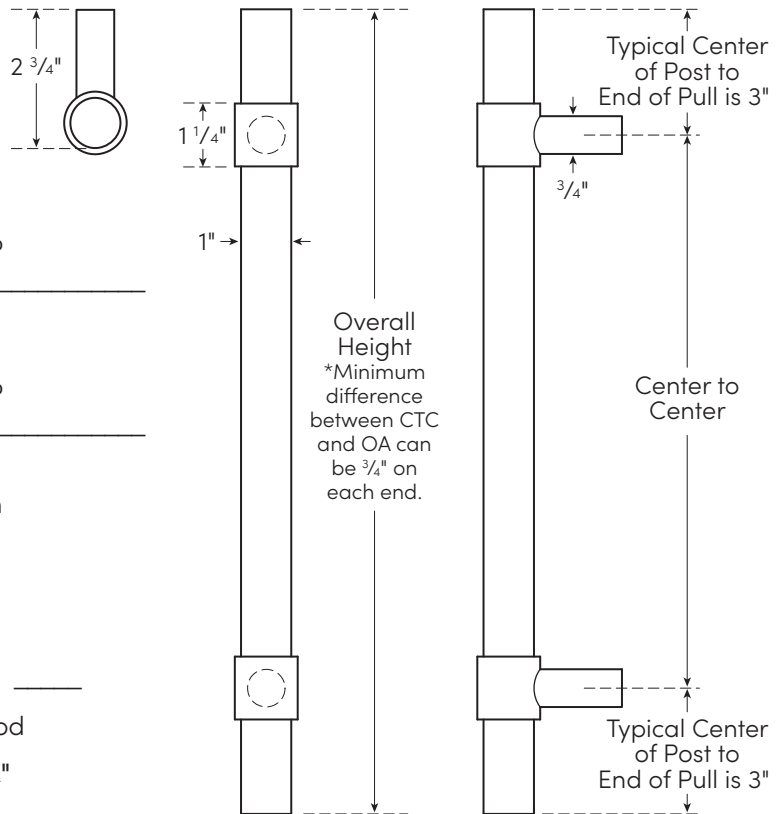 2 3/4"
1 1/4"
1"
Overall
Height
*Minimum
difference
between CTC
and OA can
be 3/4" on
each end.
Typical Center
of Post to
End of Pull is 3"
3/4"
Center to
Center
Typical Center
of Post to
End of Pull is 3"